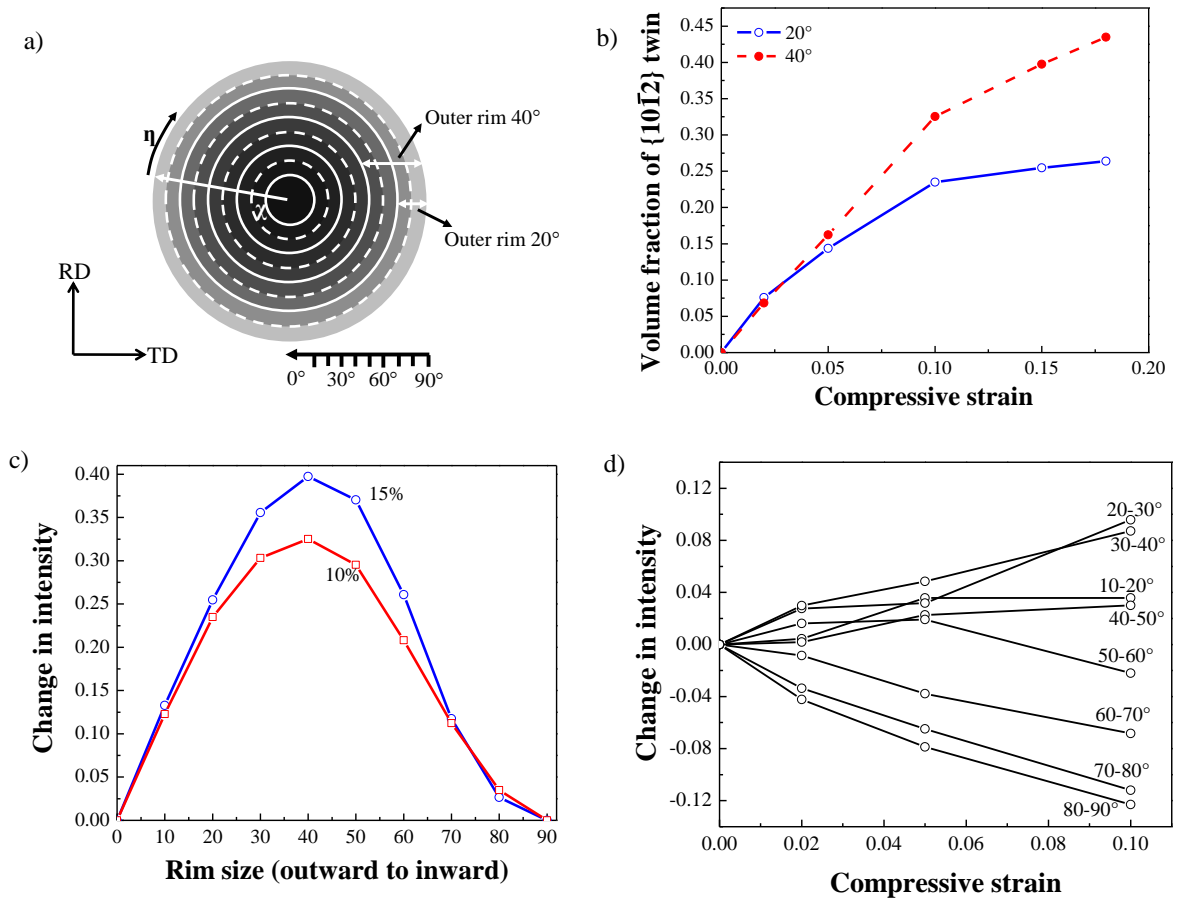 a)
η
χ
Outer rim 40°
Outer rim 20°
RD
TD
0° 30° 60° 90°
b)
Volume fraction of {101̄2} twin
0.45
0.40
0.35
0.30
0.25
0.20
0.15
0.10
0.05
0.00
20°
40°
0.00 0.05 0.10 0.15 0.20
Compressive strain
c)
Change in intensity
0.40
0.35
0.30
0.25
0.20
0.15
0.10
0.05
0.00
15%
10%
0 10 20 30 40 50 60 70 80 90
Rim size (outward to inward)
d)
Change in intensity
0.12
0.08
0.04
0.00
-0.04
-0.08
-0.12
20-30°
30-40°
10-20°
40-50°
50-60°
60-70°
70-80°
80-90°
0.00 0.02 0.04 0.06 0.08 0.10
Compressive strain